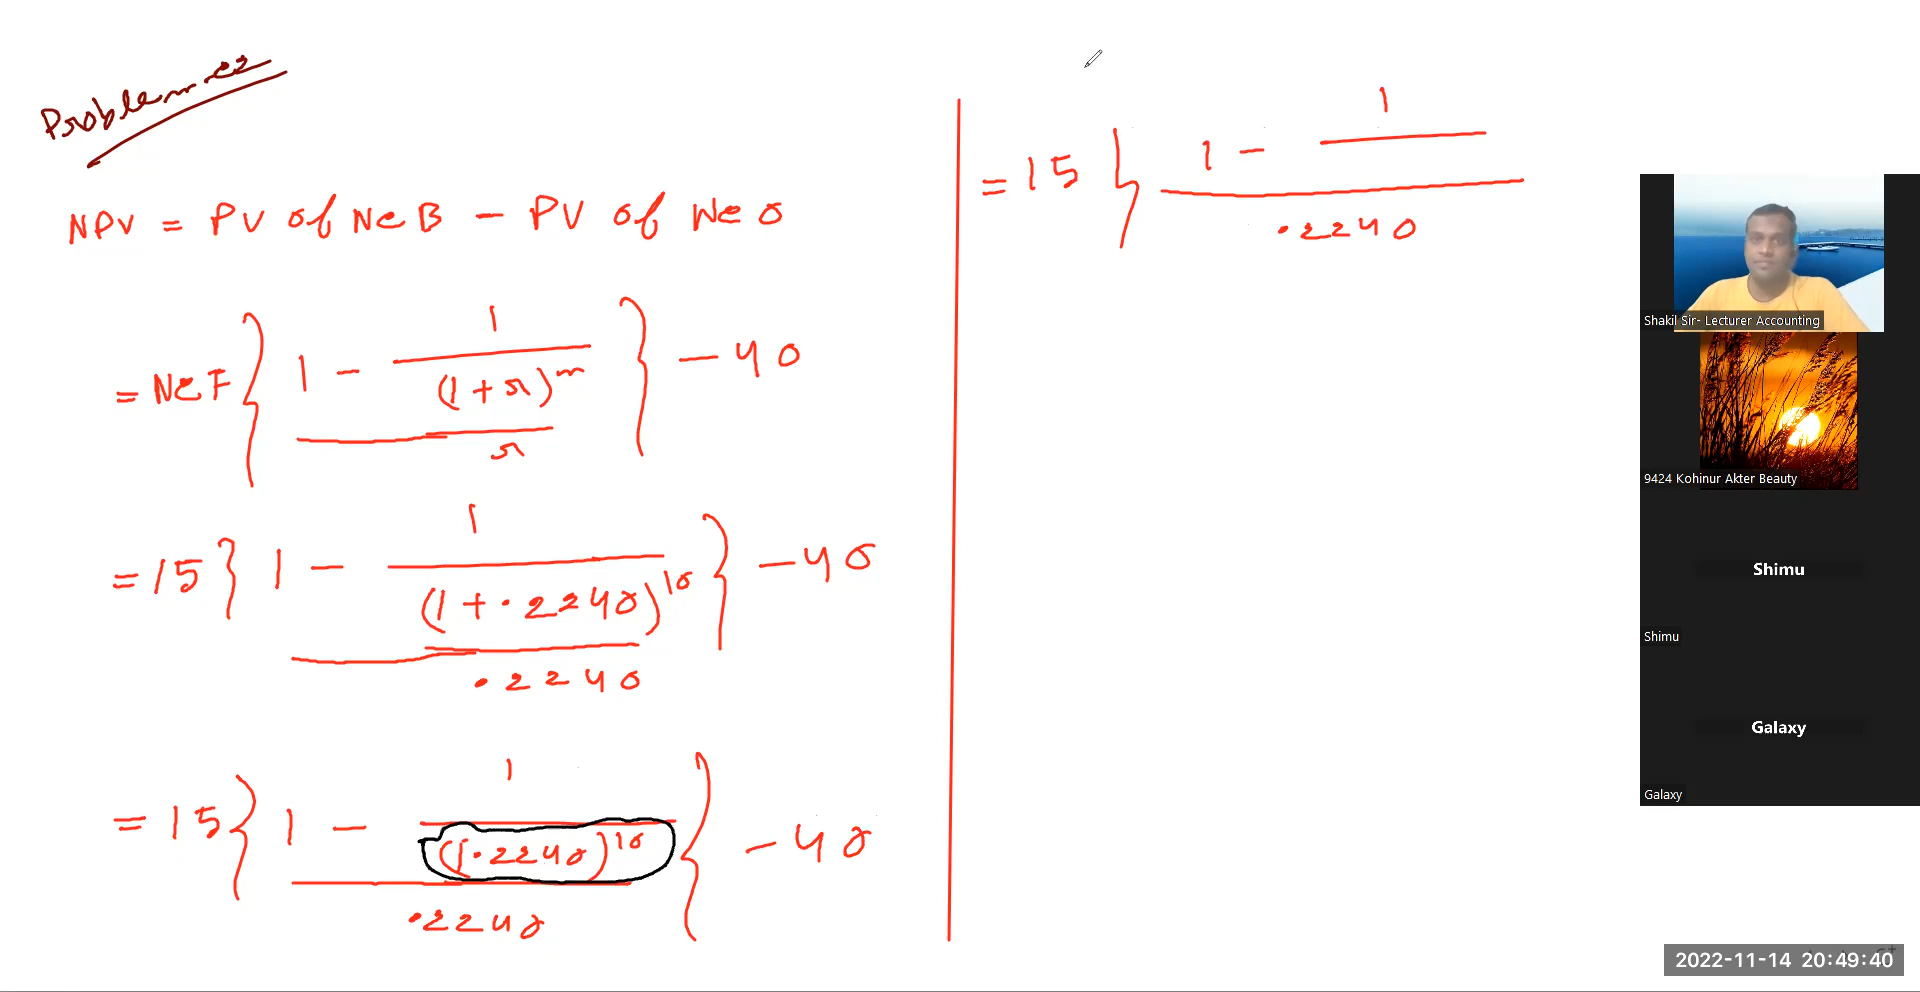 Problem - 02
NPV = PV of NCB - PV of NCO
1
= NCF { 1 - (1 + r)^n } - 40
r
1
= 15 { 1 - (1 + .2240)^10 } - 40
.2240
1
= 15 { 1 - (1.2240)^10 } - 40
.2240
1
= 15 { 1 -
.2240
Shakil Sir- Lecturer Accounting
9424 Kohinur Akter Beauty
Shimu
Shimu
Galaxy
Galaxy
2022-11-14 20:49:40